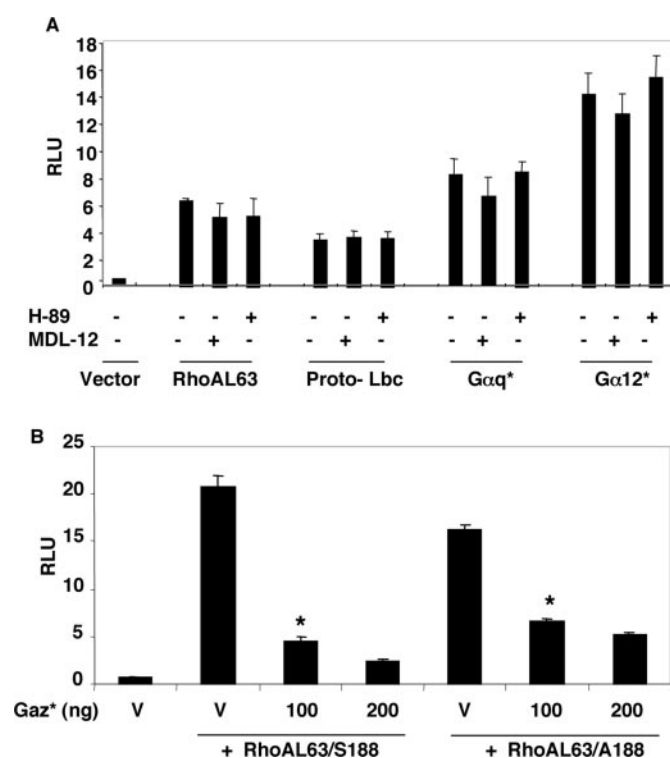 A
18
16
14
12
10
8
6
4
2
0
RLU
H-89 - - - + - - + - - + - - +
MDL-12 - - + - - + - - + - - + -
Vector RhoAL63 Proto- Lbc Gαq* Gα12*
B
25
20
15
10
5
0
RLU
* *
Gaz* (ng) V V 100 200 V 100 200
+ RhoAL63/S188 + RhoAL63/A188